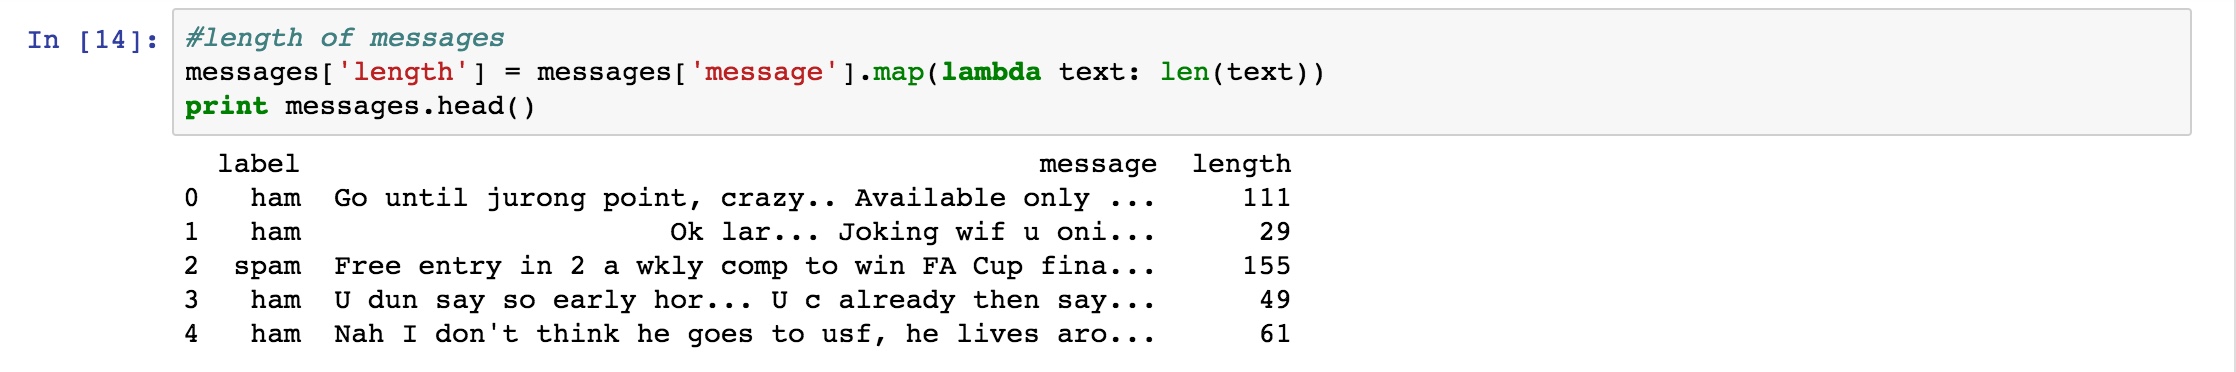 In [14]: #length of messages
messages['length'] = messages['message'].map(lambda text: len(text))
print messages.head()
label message length
0 ham Go until jurong point, crazy.. Available only ... 111
1 ham Ok lar... Joking wif u oni... 29
2 spam Free entry in 2 a wkly comp to win FA Cup fina... 155
3 ham U dun say so early hor... U c already then say... 49
4 ham Nah I don't think he goes to usf, he lives aro... 61